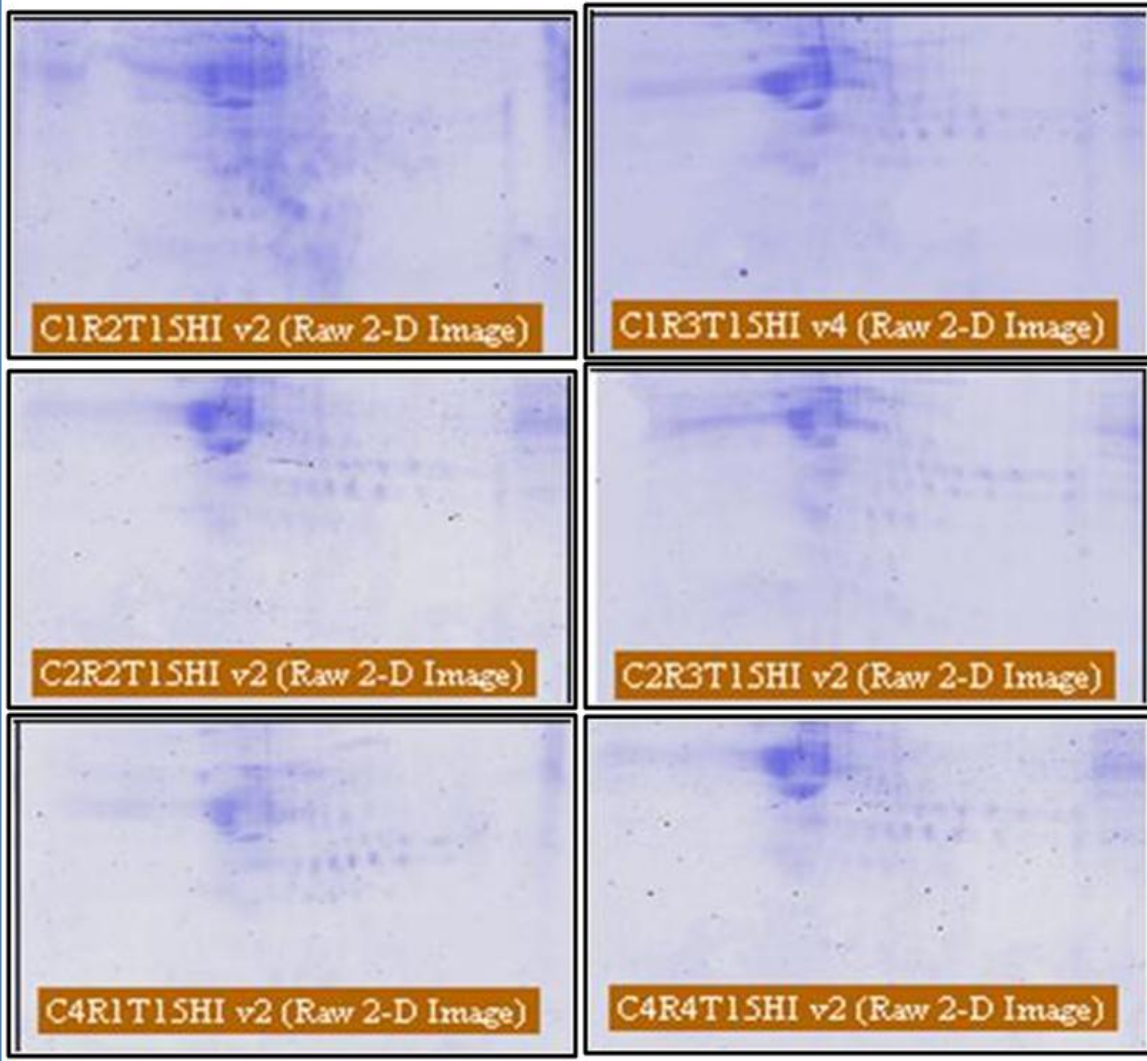 C1R2T15HI v2 (Raw 2-D Image)
C1R3T15HI v4 (Raw 2-D Image)
C2R2T15HI v2 (Raw 2-D Image)
C2R3T15HI v2 (Raw 2-D Image)
C4R1T15HI v2 (Raw 2-D Image)
C4R4T15HI v2 (Raw 2-D Image)